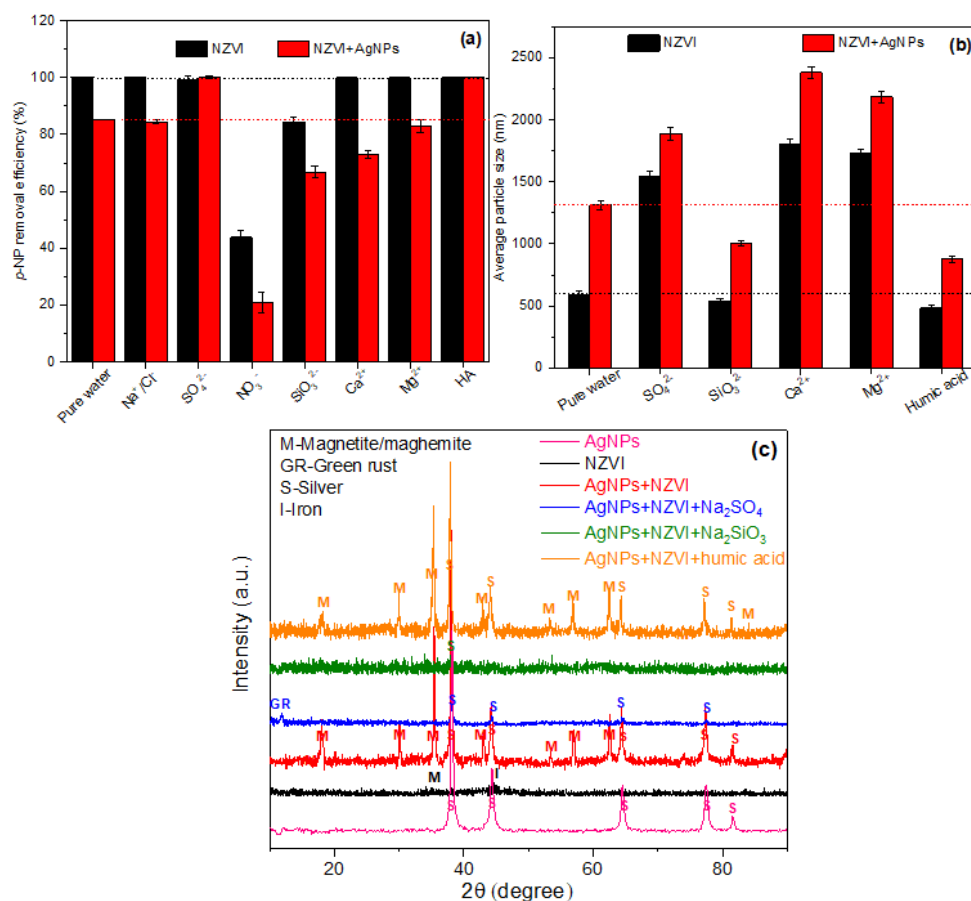 (a)
NZVI
NZVI+AgNPs
p-NP removal efficiency (%)
120
100
80
60
40
20
0
Pure water
Na⁺/Cl⁻
SO₄²⁻
NO₃⁻
SiO₃²⁻
Ca²⁺
Mg²⁺
HA
(b)
NZVI
NZVI+AgNPs
Average particle size (nm)
2500
2000
1500
1000
500
0
Pure water
SO₄²⁻
SiO₃²⁻
Ca²⁺
Mg²⁺
Humic acid
(c)
M-Magnetite/maghemite
GR-Green rust
S-Silver
I-Iron
AgNPs
NZVI
AgNPs+NZVI
AgNPs+NZVI+Na₂SO₄
AgNPs+NZVI+Na₂SiO₃
AgNPs+NZVI+humic acid
Intensity (a.u.)
M M M S M S M M M S S S M
S
GR S S S S
M M M S M S M M M S S S
M I
S S S S S
20 40 60 80
2θ (degree)